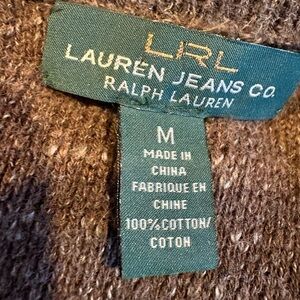 LRL
LAUREN JEANS CO.
RALPH LAUREN
M
MADE IN
CHINA
FABRIQUE EN
CHINE
100%COTTON/
COTON